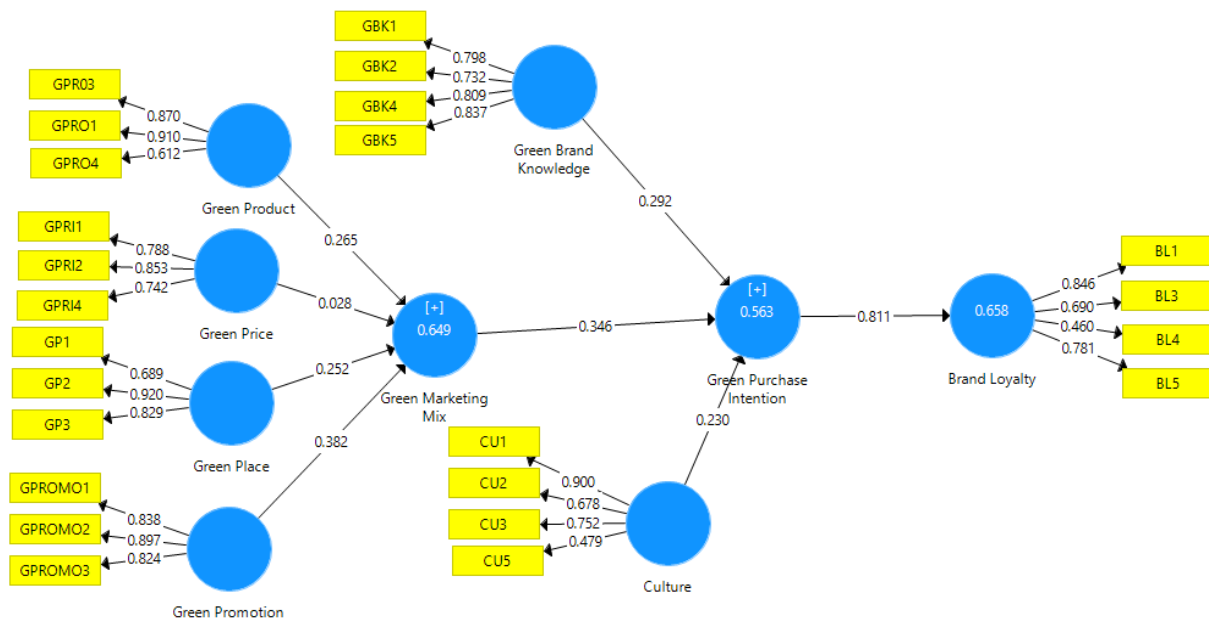 GPR03
GPRO1
GPRO4
0.870
0.910
0.612
Green Product
0.265
GPRI1
GPRI2
GPRI4
0.788
0.853
0.742
Green Price
0.028
GP1
GP2
GP3
0.689
0.920
0.829
Green Place
0.252
GPROMO1
GPROMO2
GPROMO3
0.838
0.897
0.824
Green Promotion
0.382
[+]
0.649
Green Marketing
Mix
0.346
GBK1
GBK2
GBK4
GBK5
0.798
0.732
0.809
0.837
Green Brand
Knowledge
0.292
CU1
CU2
CU3
CU5
0.900
0.678
0.752
0.479
Culture
0.230
[+]
0.563
Green Purchase
Intention
0.811
0.658
Brand Loyalty
0.846
0.690
0.460
0.781
BL1
BL3
BL4
BL5